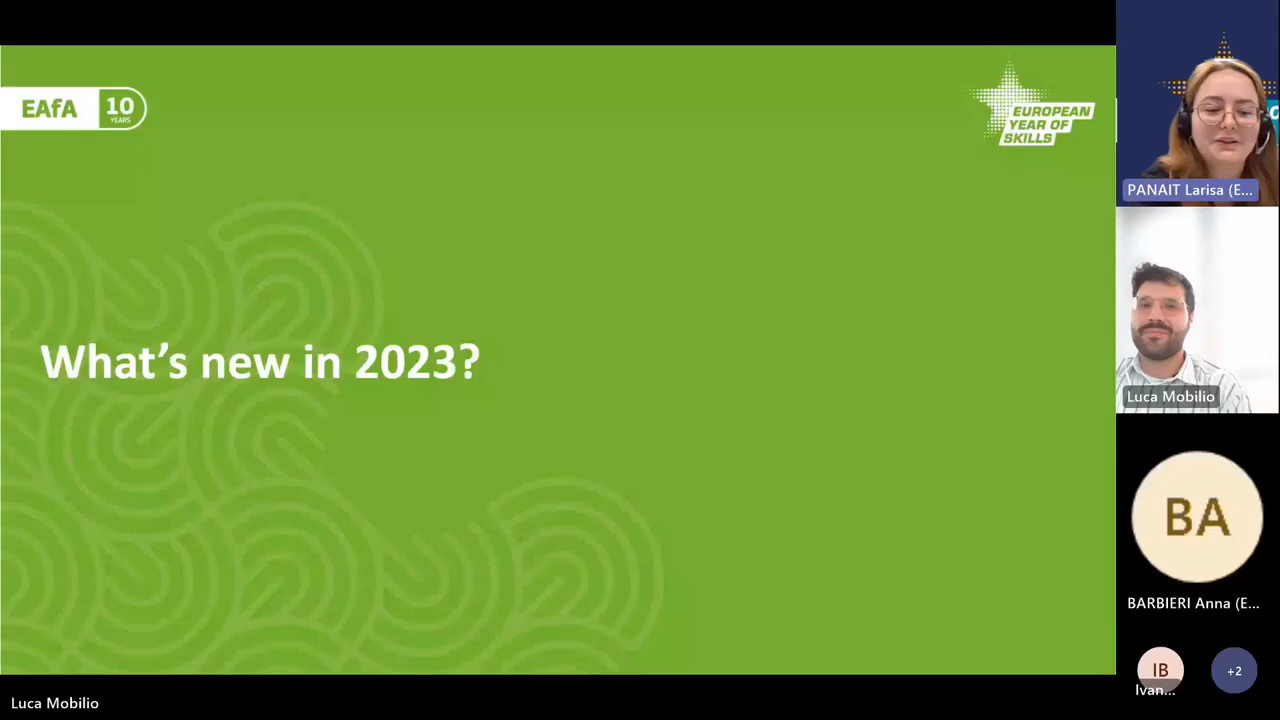 EAfA
10
YEARS
EUROPEAN
YEAR OF
SKILLS
What's new in 2023?
PANAIT Larisa (E...
Luca Mobilio
BA
BARBIERI Anna (E...
IB
Ivan...
+2
Luca Mobilio